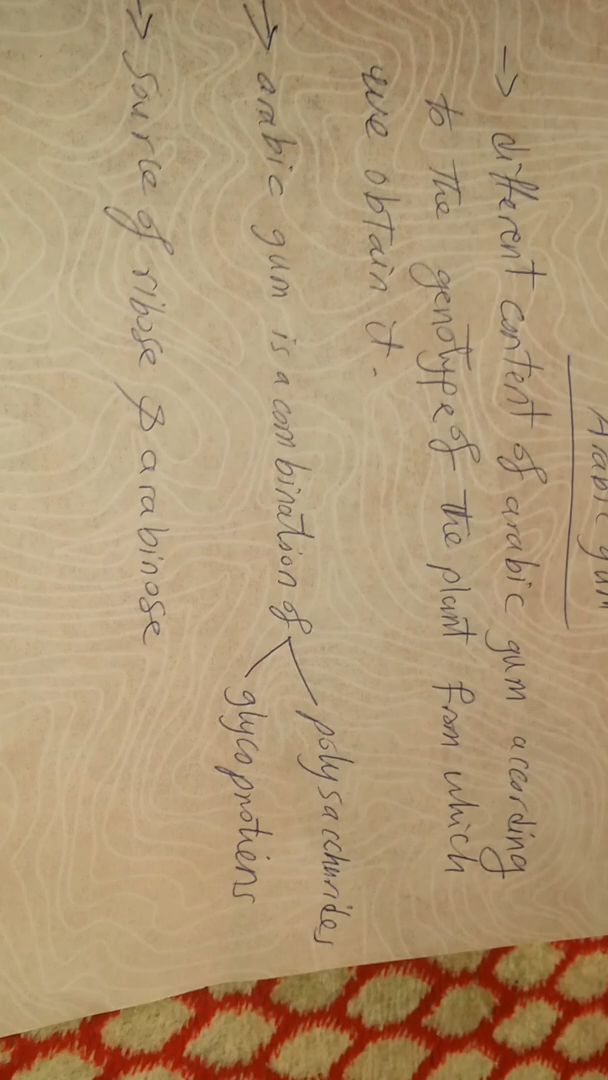 Arabic gum
-> different content of arabic gum according
to the genotype of the plant from which
we obtain it.
-> arabic gum is a combination of < polysaccharides
glycoprotiens
-> Source of ribose & arabinose